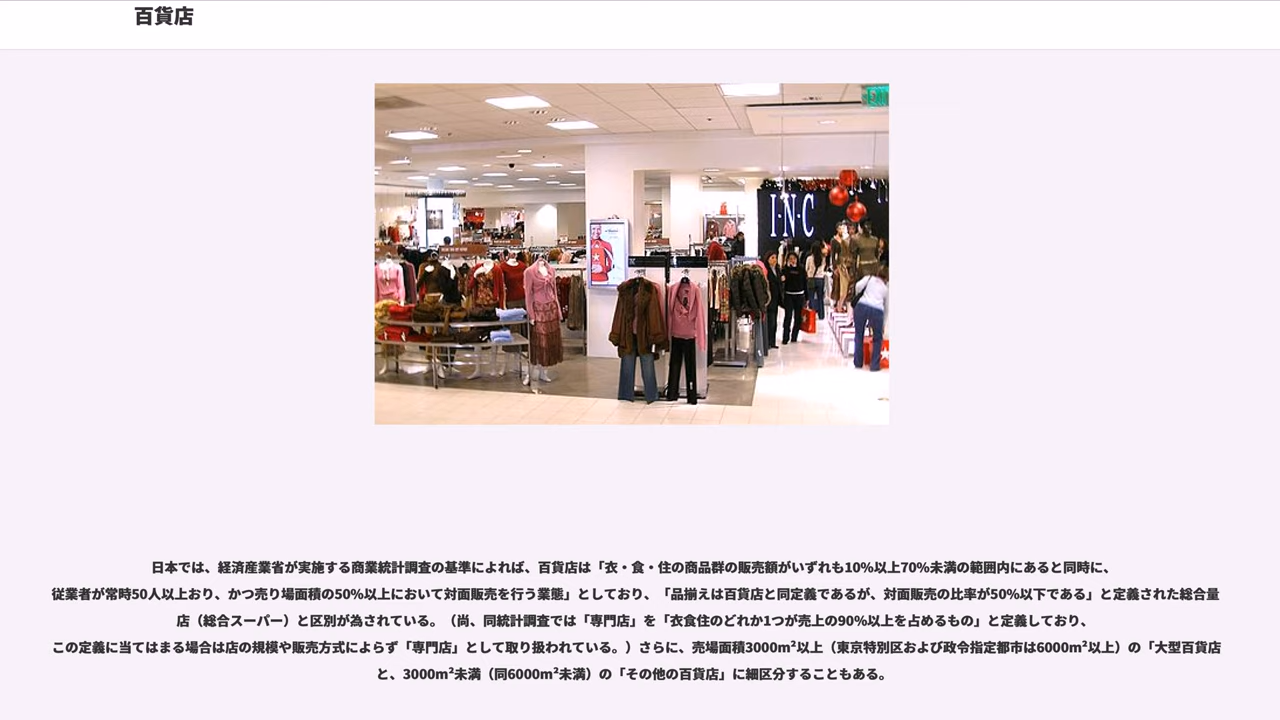 百貨店
I·N·C
日本では、経済産業省が実施する商業統計調査の基準によれば、百貨店は「衣・食・住の商品群の販売額がいずれも10%以上70%未満の範囲内にあると同時に、
従業者が常時50人以上おり、かつ売り場面積の50%以上において対面販売を行う業態」としており、「品揃えは百貨店と同定義であるが、対面販売の比率が50%以下である」と定義された総合量
店（総合スーパー）と区別が為されている。（尚、同統計調査では「専門店」を「衣食住のどれか1つが売上の90%以上を占めるもの」と定義しており、
この定義に当てはまる場合は店の規模や販売方式によらず「専門店」として取り扱われている。）さらに、売場面積3000m²以上（東京特別区および政令指定都市は6000m²以上）の「大型百貨店
と、3000m²未満（同6000m²未満）の「その他の百貨店」に細区分することもある。